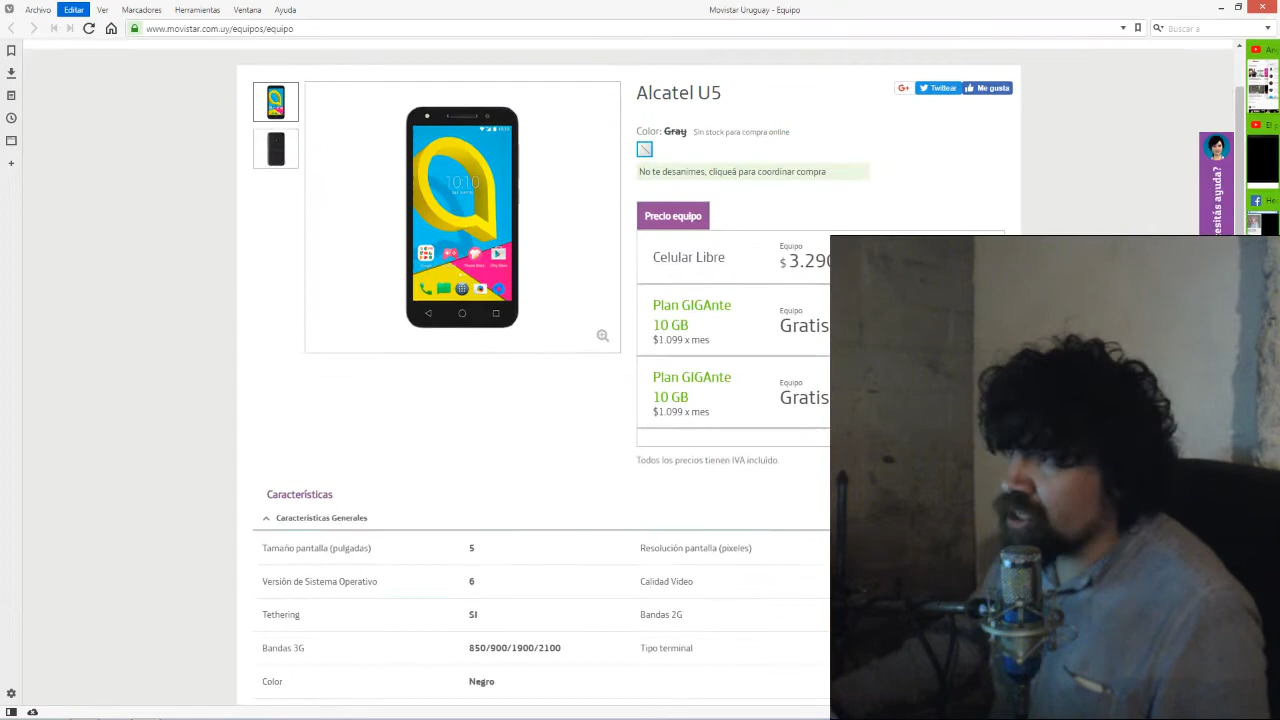 Archivo Editar Ver Marcadores Herramientas Ventana Ayuda
Movistar Uruguay - Equipo
www.movistar.com.uy/equipos/equipo
Buscar a
Alcatel U5
G+ Twittear Me gusta
Color: Gray Sin stock para compra online
No te desanimes, cliqueá para coordinar compra
Precio equipo
Celular Libre
Equipo
$ 3.290
Plan GIGAnte
10 GB
$1.099 x mes
Equipo
Gratis
Plan GIGAnte
10 GB
$1.099 x mes
Equipo
Gratis
Todos los precios tienen IVA incluído.
10:10
esitás ayuda?
Características
Características Generales
Tamaño pantalla (pulgadas) 5 Resolución pantalla (pixeles)
Versión de Sistema Operativo 6 Calidad Video
Tethering SI Bandas 2G
Bandas 3G 850/900/1900/2100 Tipo terminal
Color Negro